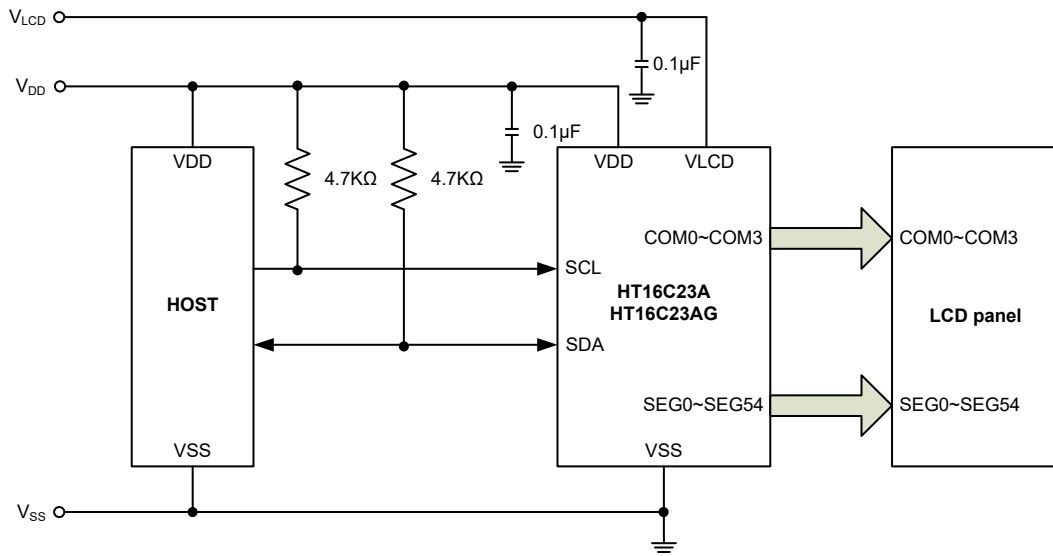 VLCD
0.1µF
VDD
0.1µF
VDD
4.7KΩ
4.7KΩ
VDD
VLCD
COM0~COM3
COM0~COM3
SCL
HOST
HT16C23A
HT16C23AG
LCD panel
SDA
SEG0~SEG54
SEG0~SEG54
VSS
VSS
VSS